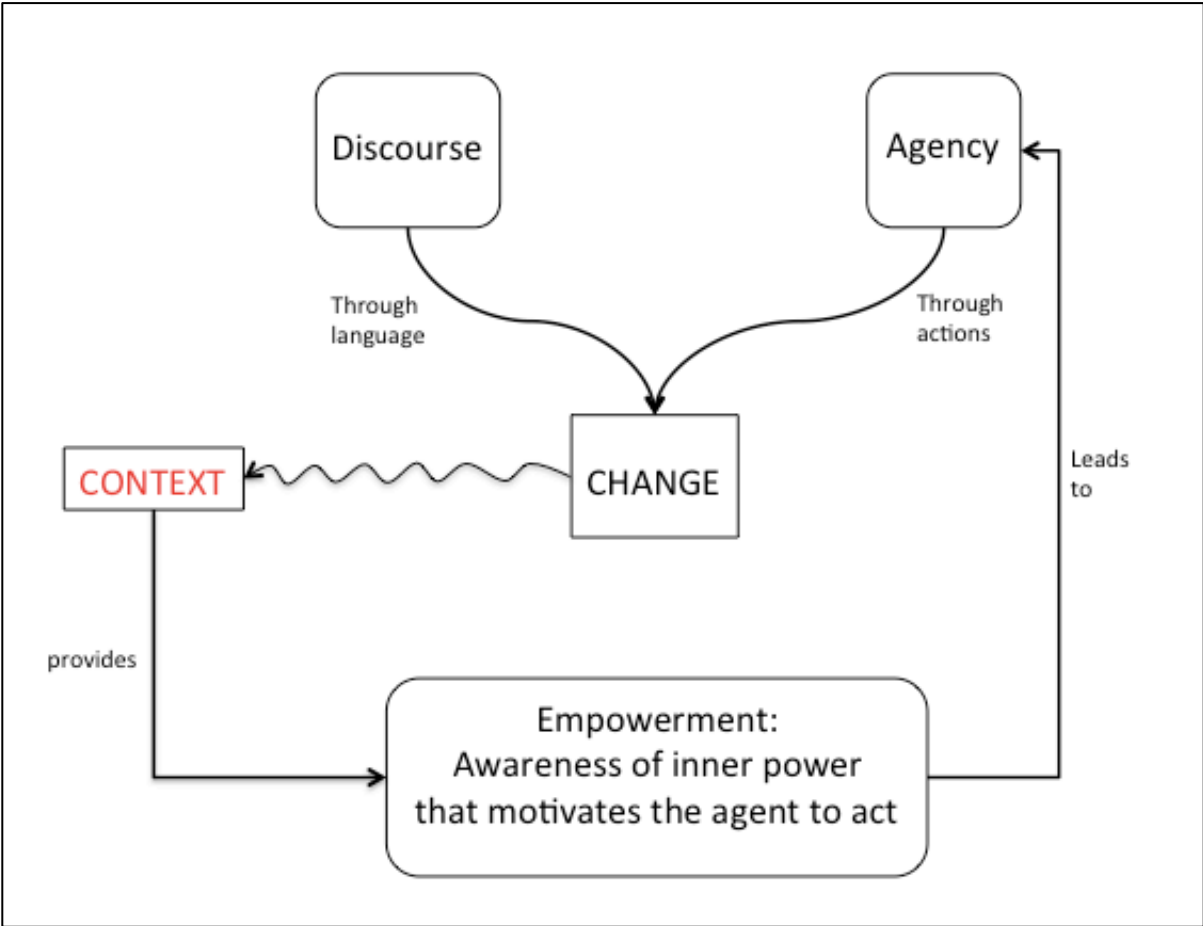 Discourse
Agency
Through
language
Through
actions
CONTEXT
CHANGE
Leads
to
provides
Empowerment:
Awareness of inner power
that motivates the agent to act